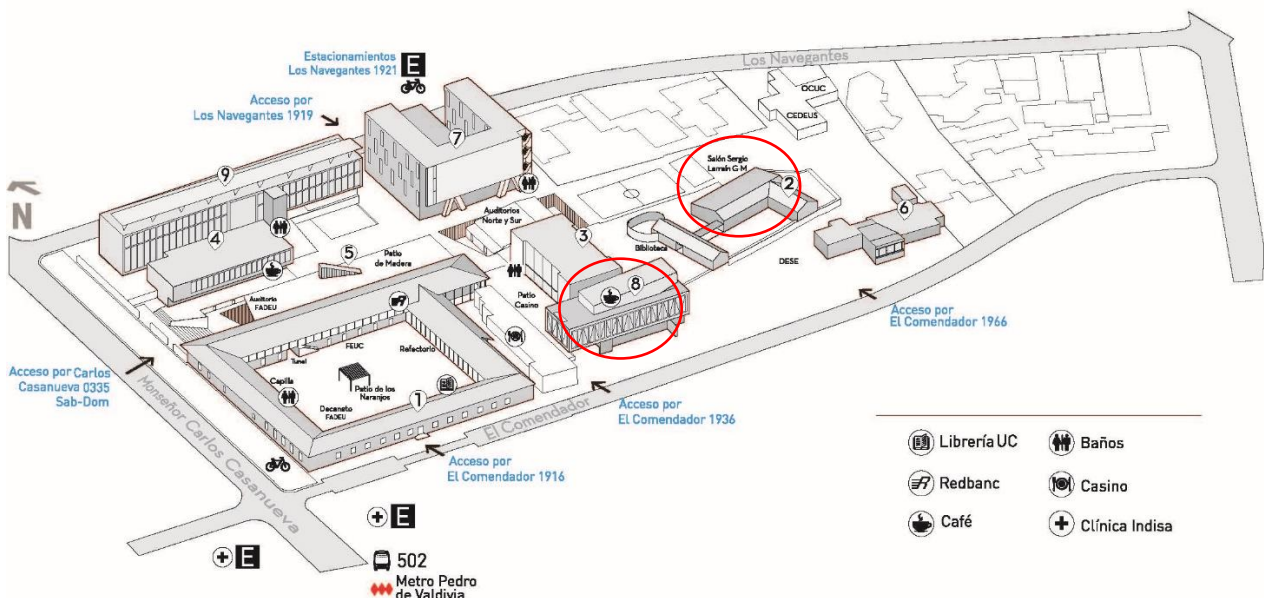 Estacionamientos
Los Navegantes 1921
E
Acceso por
Los Navegantes 1919
Los Navegantes
OCUC
CEDEUS
7
9
Salón Sergio
Larraín G-M
2
N
4
Auditorios
Norte y Sur
3
6
5
Patio
de Madera
Biblioteca
DESE
Auditorio
FADEU
Patio
Casino
8
Acceso por
El Comendador 1966
FEUC
Refactorio
Tunel
Capilla
Patio de los
Naranjos
Decanato
FADEU
1
Acceso por Carlos
Casanueva 0335
Sab-Dom
Monseñor Carlos Casanueva
El Comendador
Acceso por
El Comendador 1936
Acceso por
El Comendador 1916
E
E
502
Metro Pedro
de Valdivia
Librería UC
Baños
Redbanc
Casino
Café
Clínica Indisa